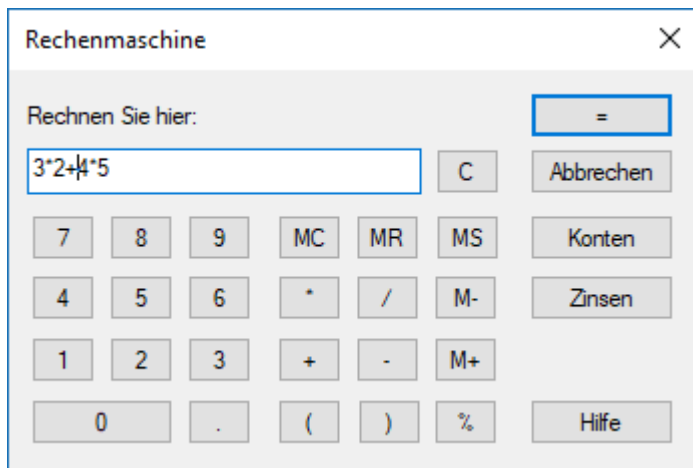 Rechenmaschine
Rechnen Sie hier:
=
3*2+4*5
C
Abbrechen
7 8 9 MC MR MS Konten
4 5 6 * / M- Zinsen
1 2 3 + - M+
0 . ( ) % Hilfe